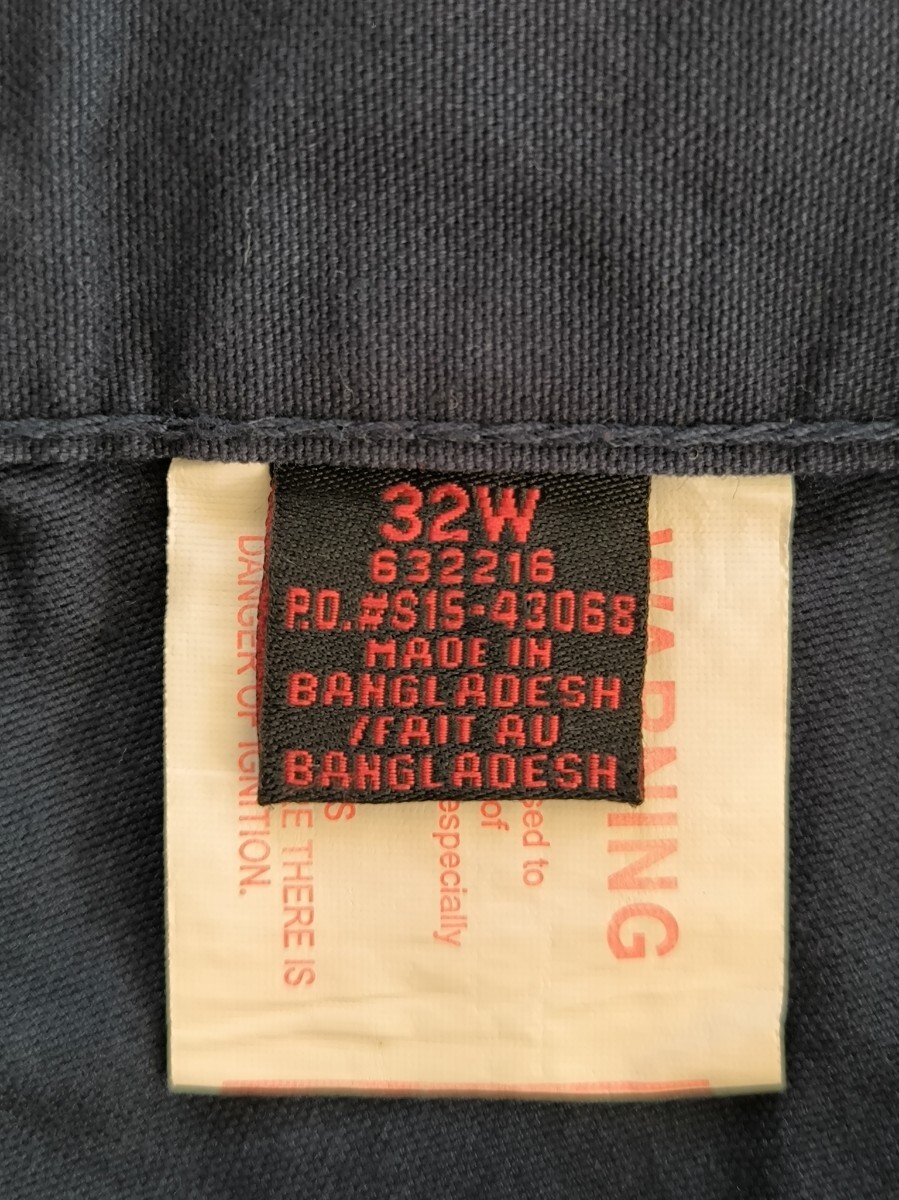 32W
632216
P.O. #S15-43068
MADE IN
BANGLADESH
/FAIT AU
BANGLADESH
WARNING
to
of
especially
THERE IS
DANGER OF IGNITION.